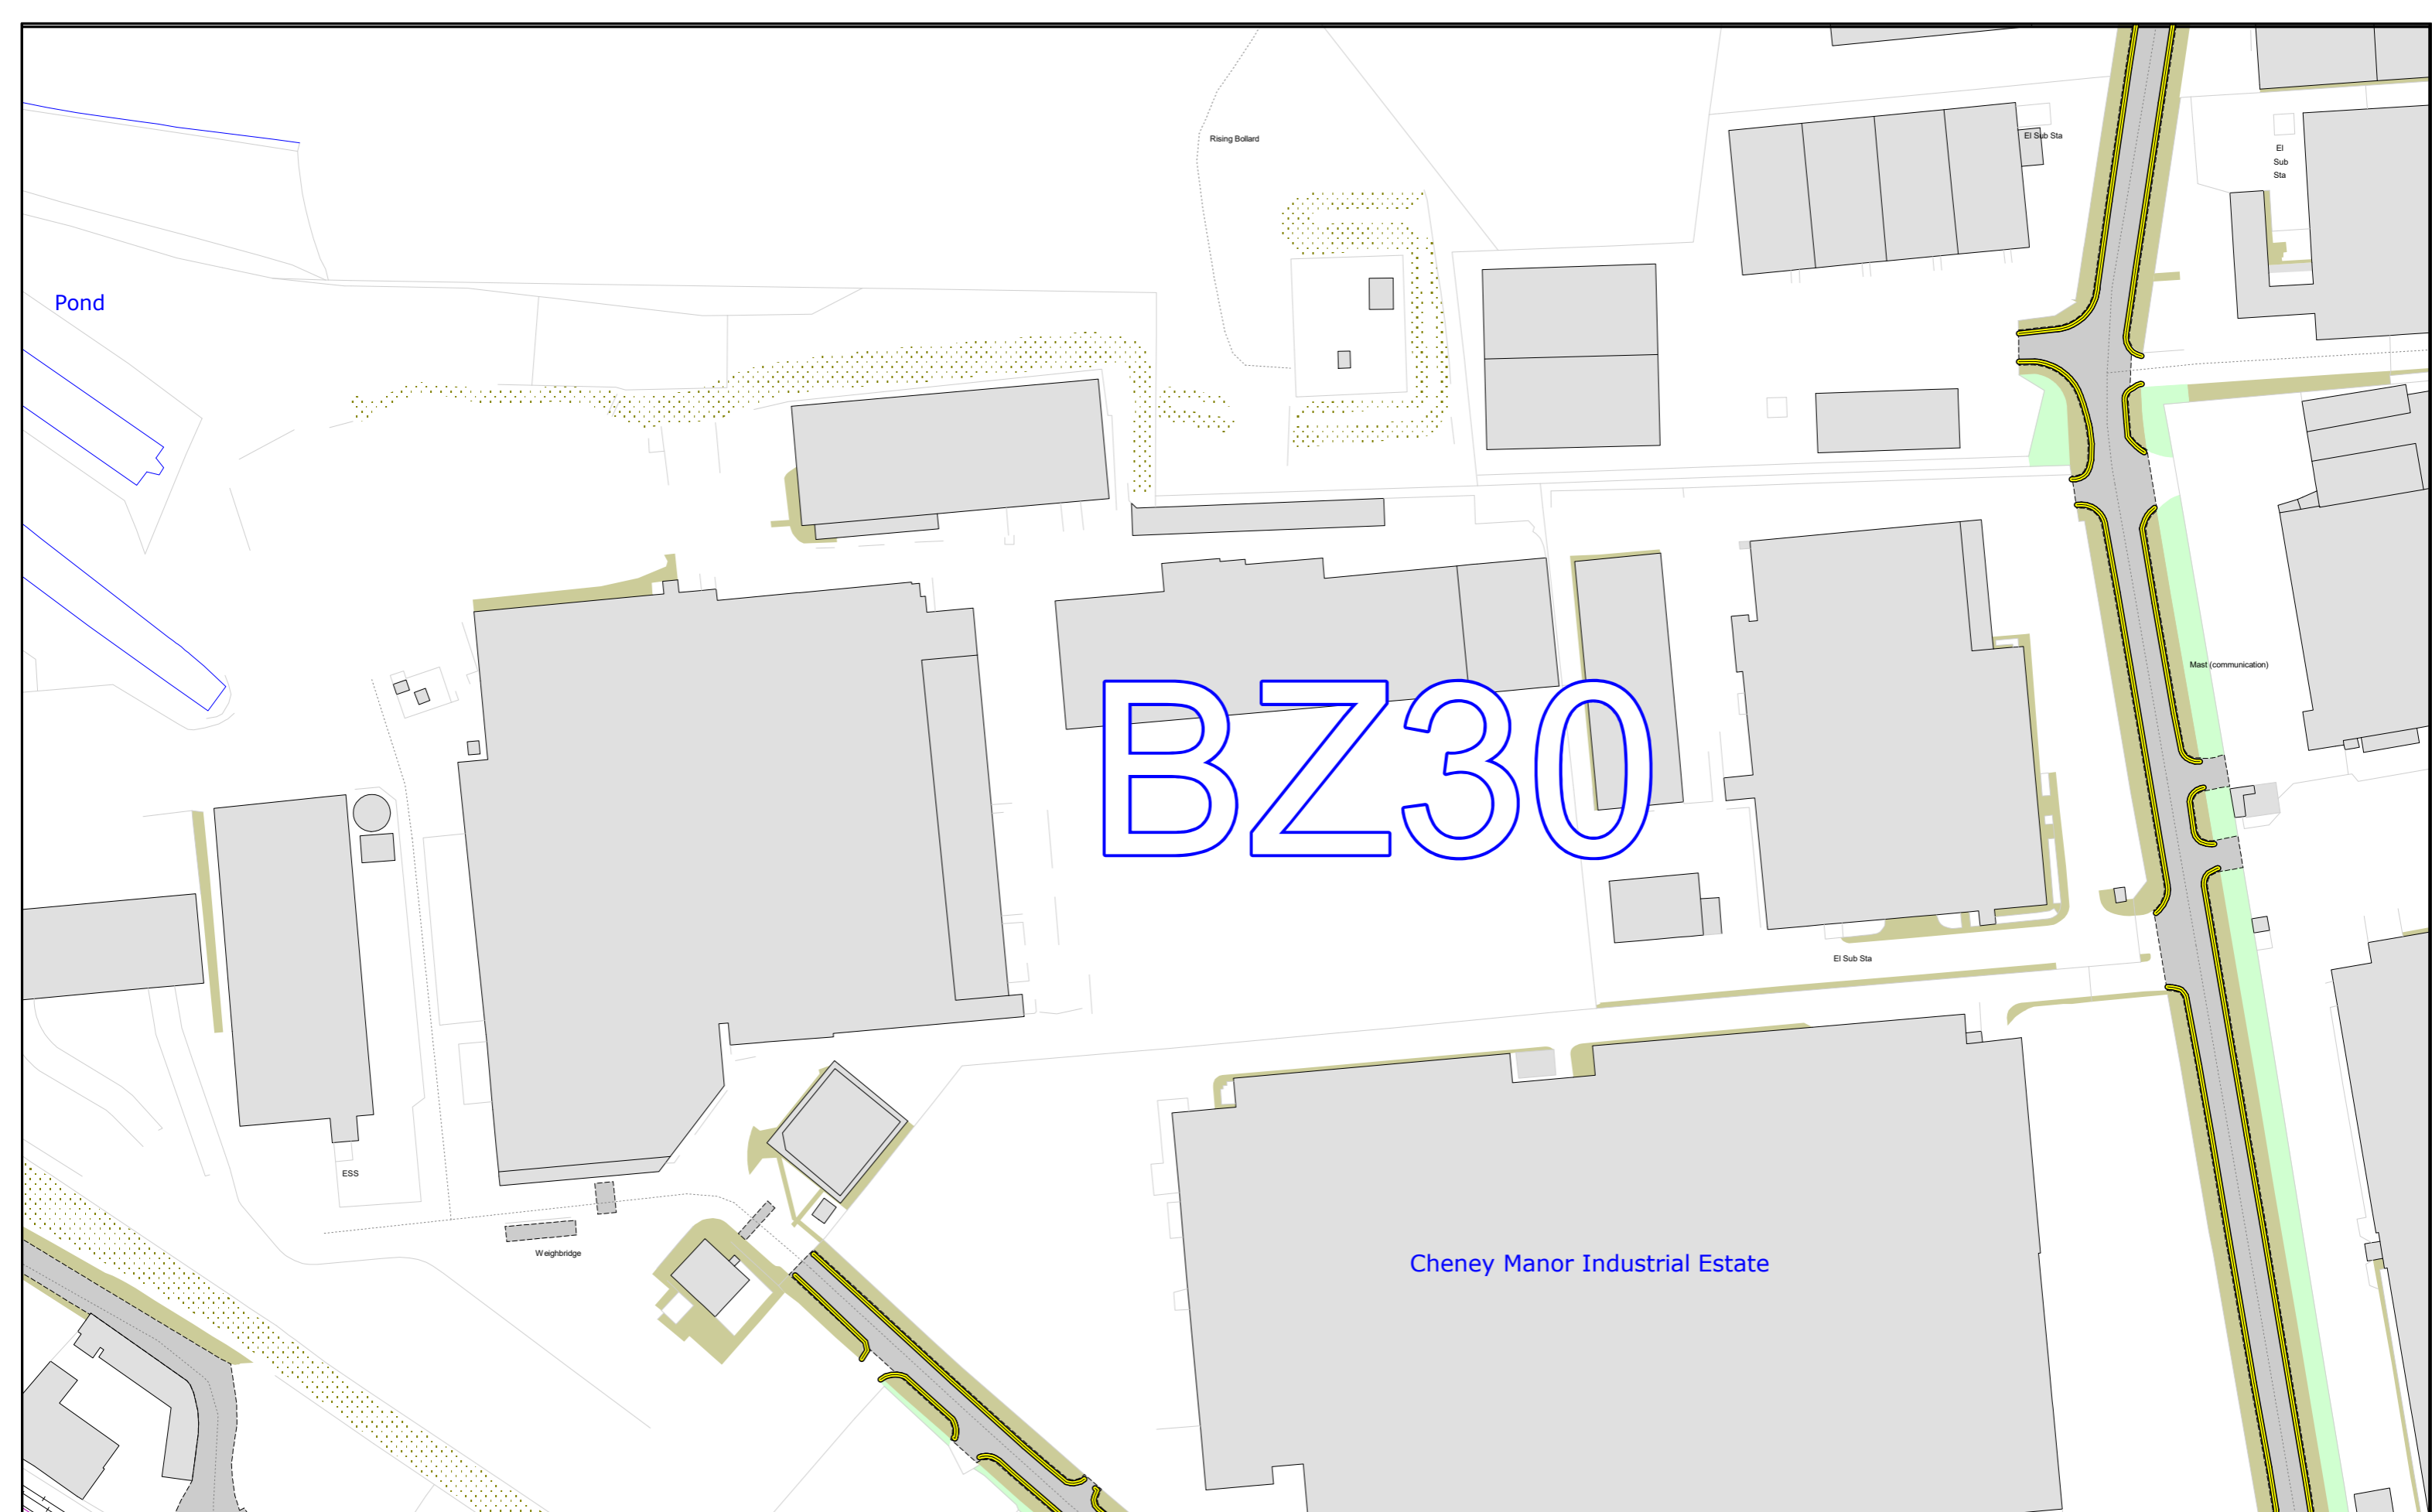 Rising Bollard
El Sub Sta
El
Sub
Sta
Pond
Mast (communication)
BZ30
El Sub Sta
ESS
Weighbridge
Cheney Manor Industrial Estate